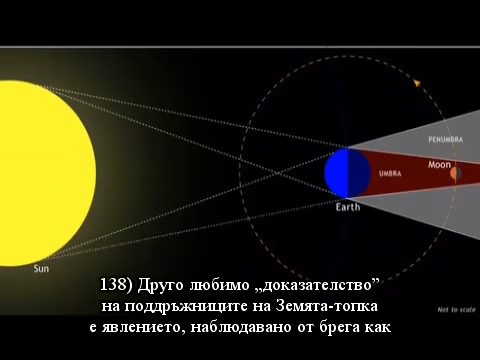 PENUMBRA
Moon
UMBRA
Earth
Sun
138) Друго любимо „доказателство”
на поддръжниците на Земята-топка
е явлението, наблюдавано от брега как
Not to scale